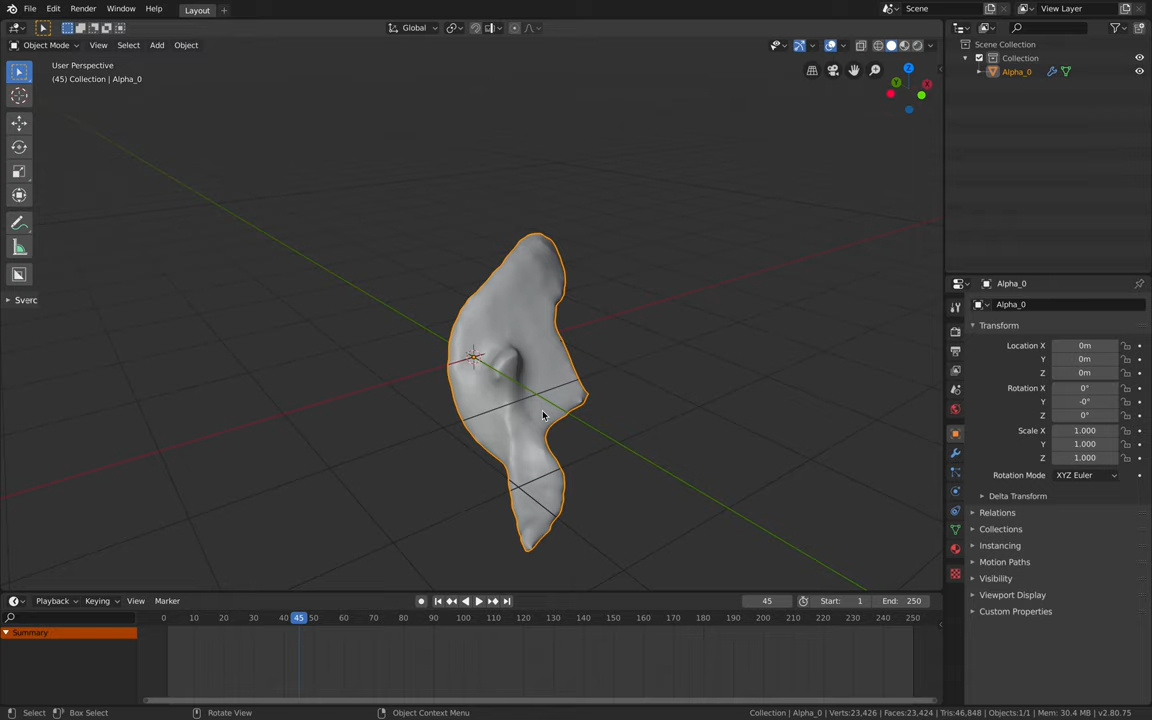 File Edit Render Window Help Layout + Scene View Layer
Global
Object Mode View Select Add Object
User Perspective
(45) Collection | Alpha_0
Z
Y
X
Sverc
Scene Collection
Collection
Alpha_0
Alpha_0
Alpha_0
Transform
Location X 0m
Y 0m
Z 0m
Rotation X 0°
Y -0°
Z 0°
Scale X 1.000
Y 1.000
Z 1.000
Rotation Mode XYZ Euler
Delta Transform
Relations
Collections
Instancing
Motion Paths
Visibility
Viewport Display
Custom Properties
Playback Keying View Marker 45 Start: 1 End: 250
0 10 20 30 40 45 50 60 70 80 90 100 110 120 130 140 150 160 170 180 190 200 210 220 230 240 250
Summary
Select Box Select Rotate View Object Context Menu Collection | Alpha_0 | Verts:23,426 | Faces:23,424 | Tris:46,848 | Objects:1/1 | Mem: 30.4 MB | v2.80.75